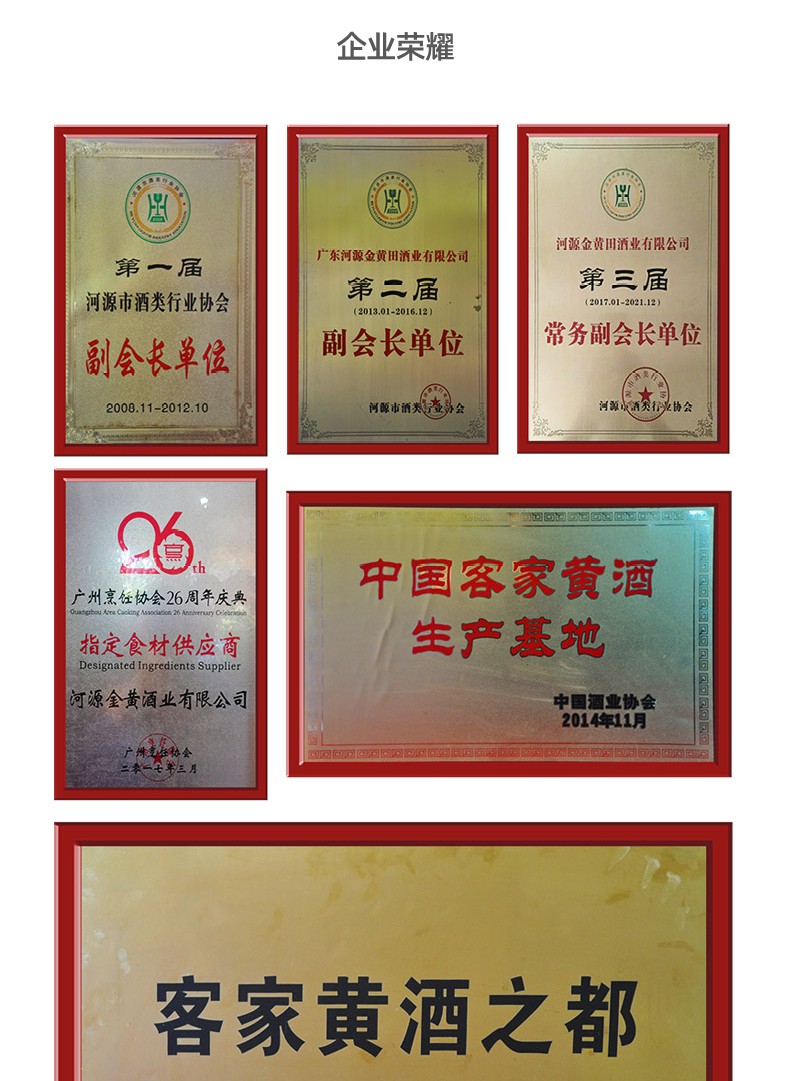 企业荣耀
第一届
河源市酒类行业协会
副会长单位
2008.11-2012.10
广东河源金黄田酒业有限公司
第二届
(2013.01-2016.12)
副会长单位
河源市酒类行业协会
河源金黄田酒业有限公司
第三届
(2017.01-2021.12)
常务副会长单位
河源市酒类行业协会
26th
烹
广州烹饪协会26周年庆典
Guangzhou Area Caoking Association 26 Anniversary Celebration
指定食材供应商
Designated Ingredients Supplier
河源金黄酒业有限公司
广州烹饪协会
二零一七年三月
中国客家黄酒
生产基地
中国酒业协会
2014年11月
客家黄酒之都